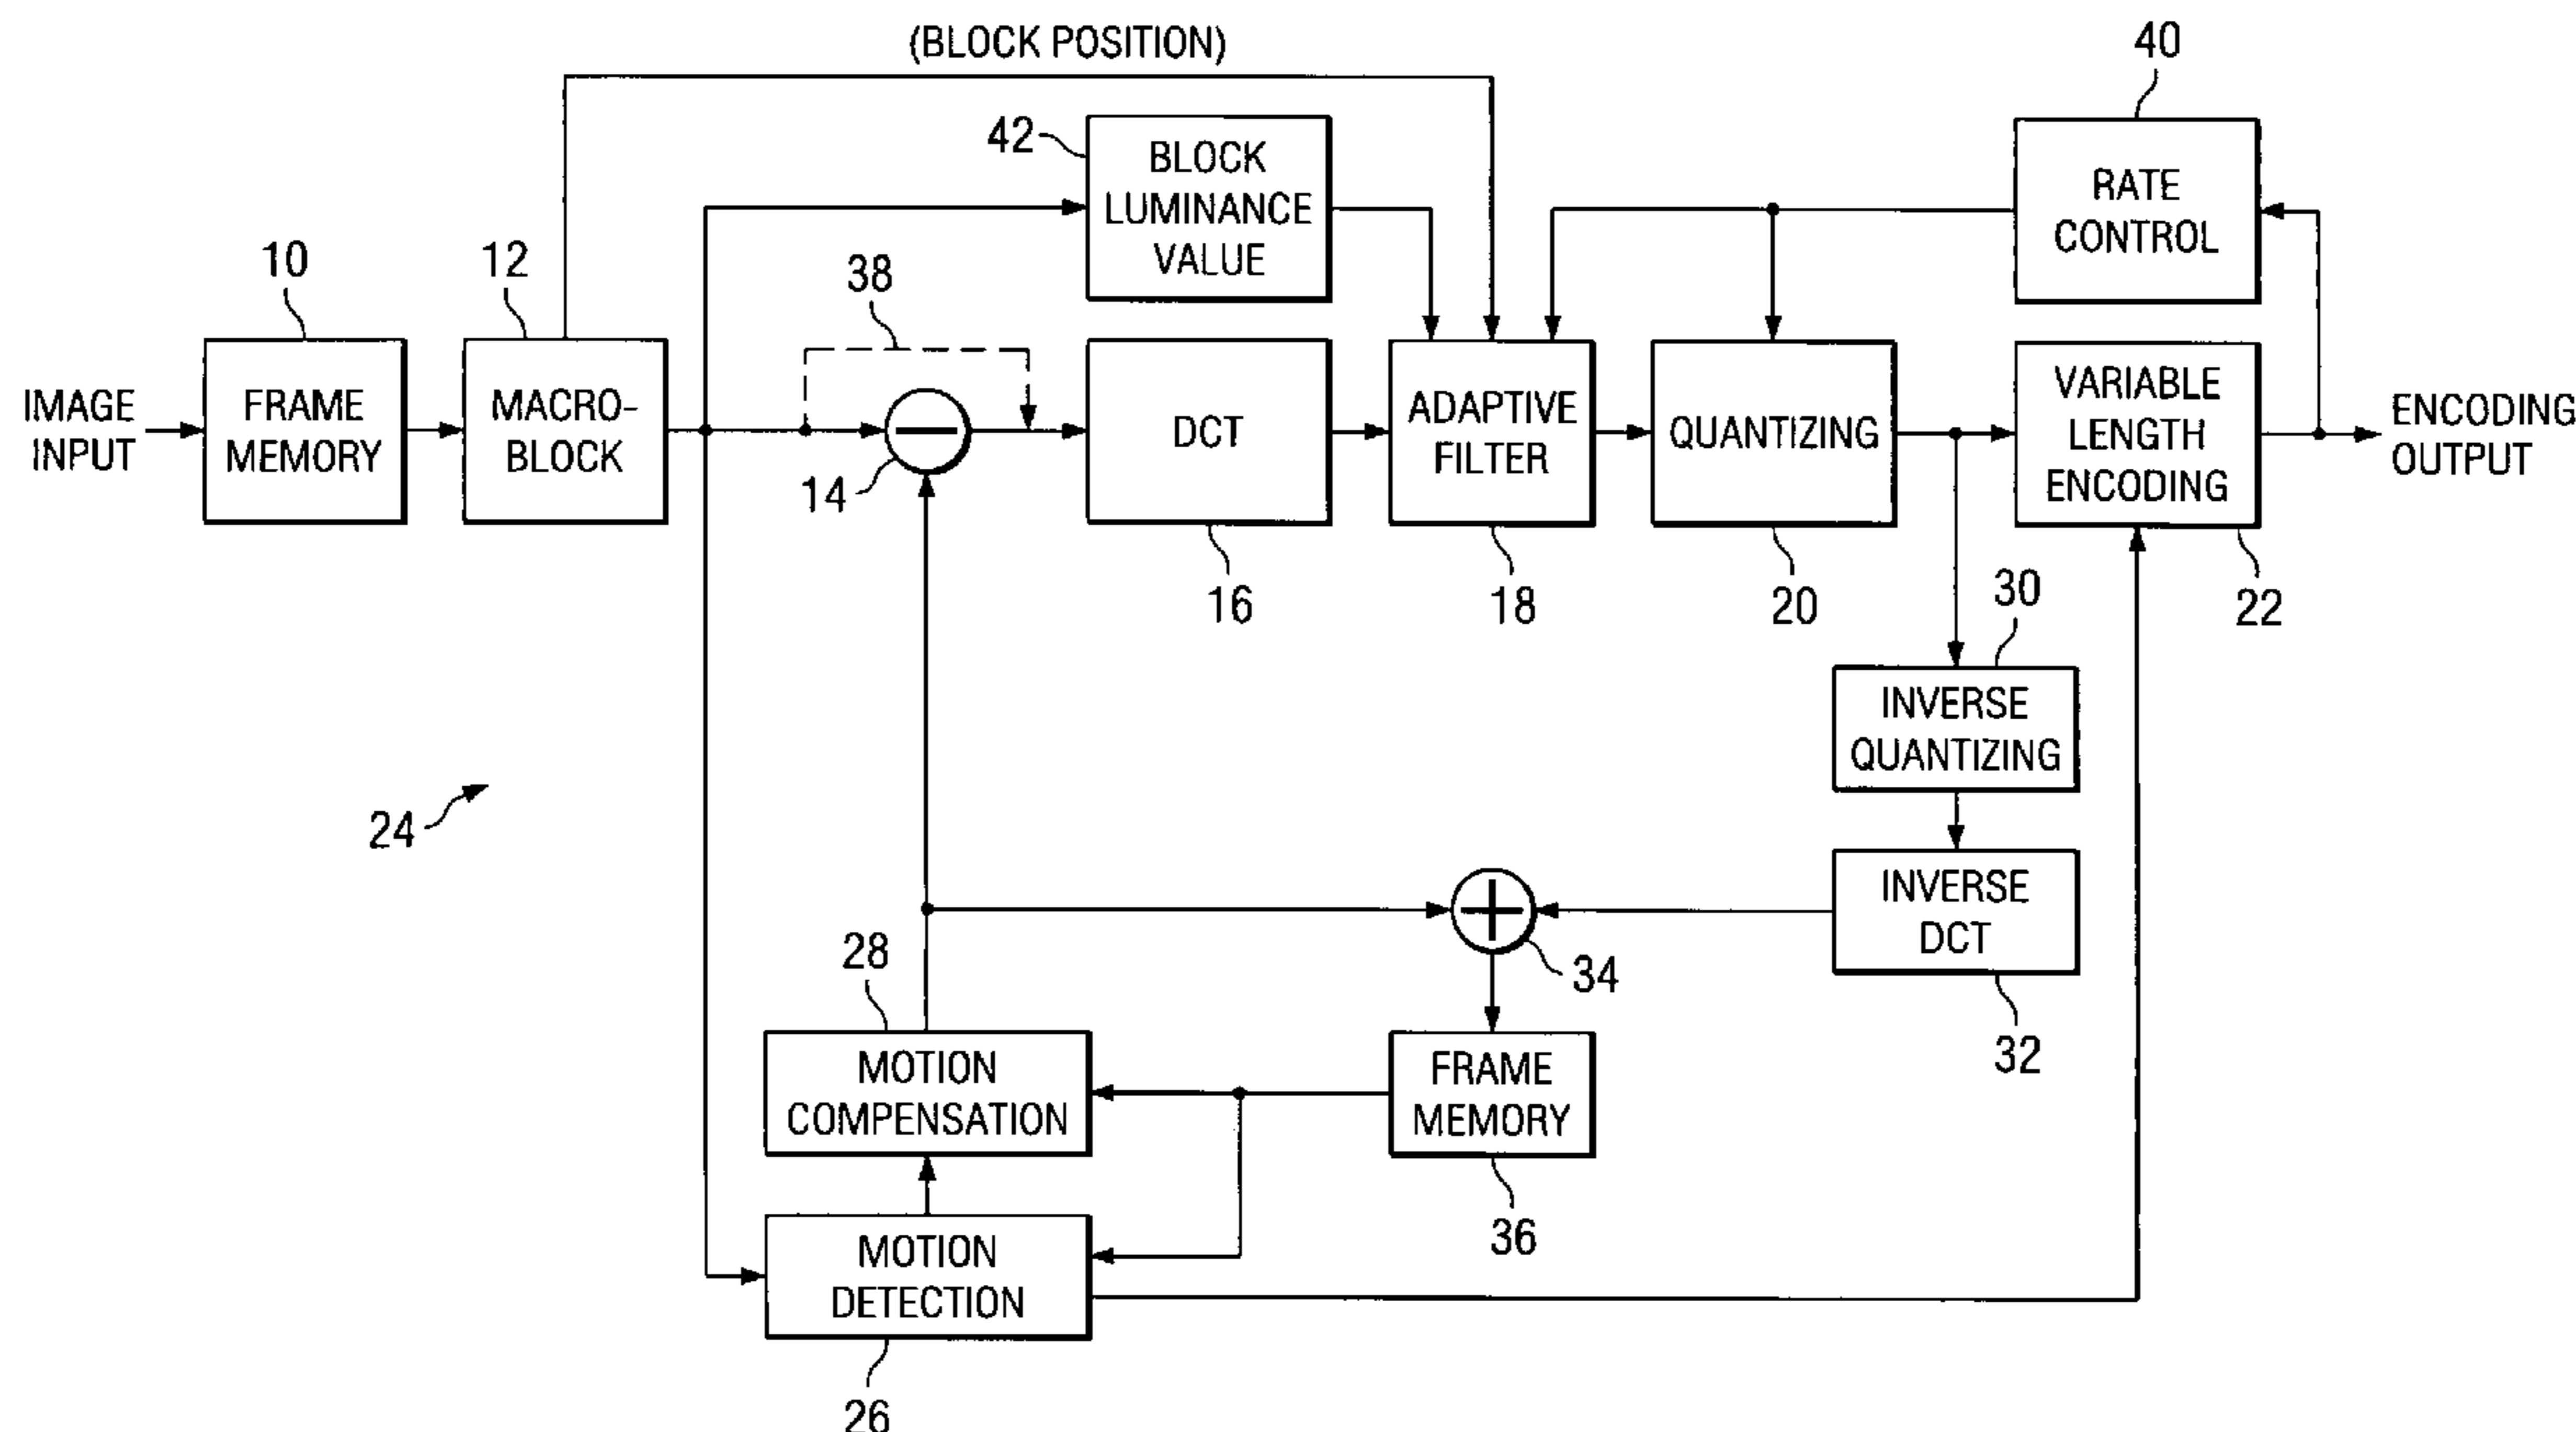 (BLOCK POSITION)
40
42
BLOCK
LUMINANCE
VALUE
RATE
CONTROL
10
12
38
IMAGE
INPUT
FRAME
MEMORY
MACRO-
BLOCK
14
DCT
ADAPTIVE
FILTER
QUANTIZING
VARIABLE
LENGTH
ENCODING
ENCODING
OUTPUT
16
18
20
22
30
INVERSE
QUANTIZING
24
INVERSE
DCT
34
32
28
MOTION
COMPENSATION
FRAME
MEMORY
36
MOTION
DETECTION
26